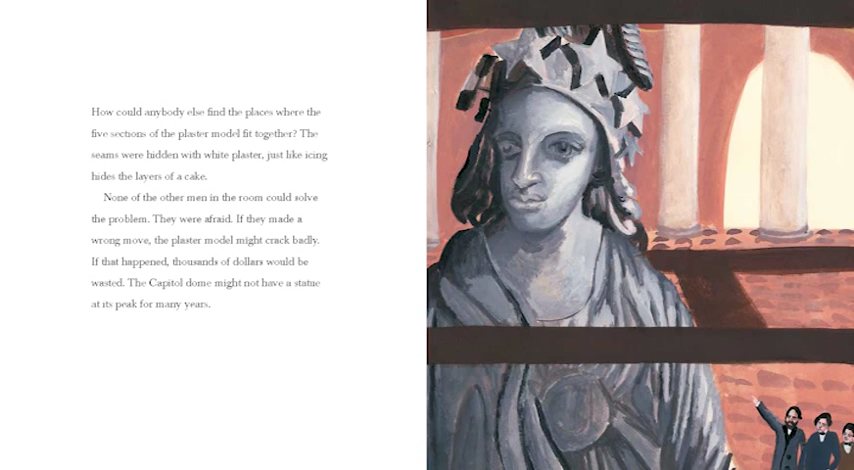 How could anybody else find the places where the
five sections of the plaster model fit together? The
seams were hidden with white plaster, just like icing
hides the layers of a cake.
None of the other men in the room could solve
the problem. They were afraid. If they made a
wrong move, the plaster model might crack badly.
If that happened, thousands of dollars would be
wasted. The Capitol dome might not have a statue
at its peak for many years.